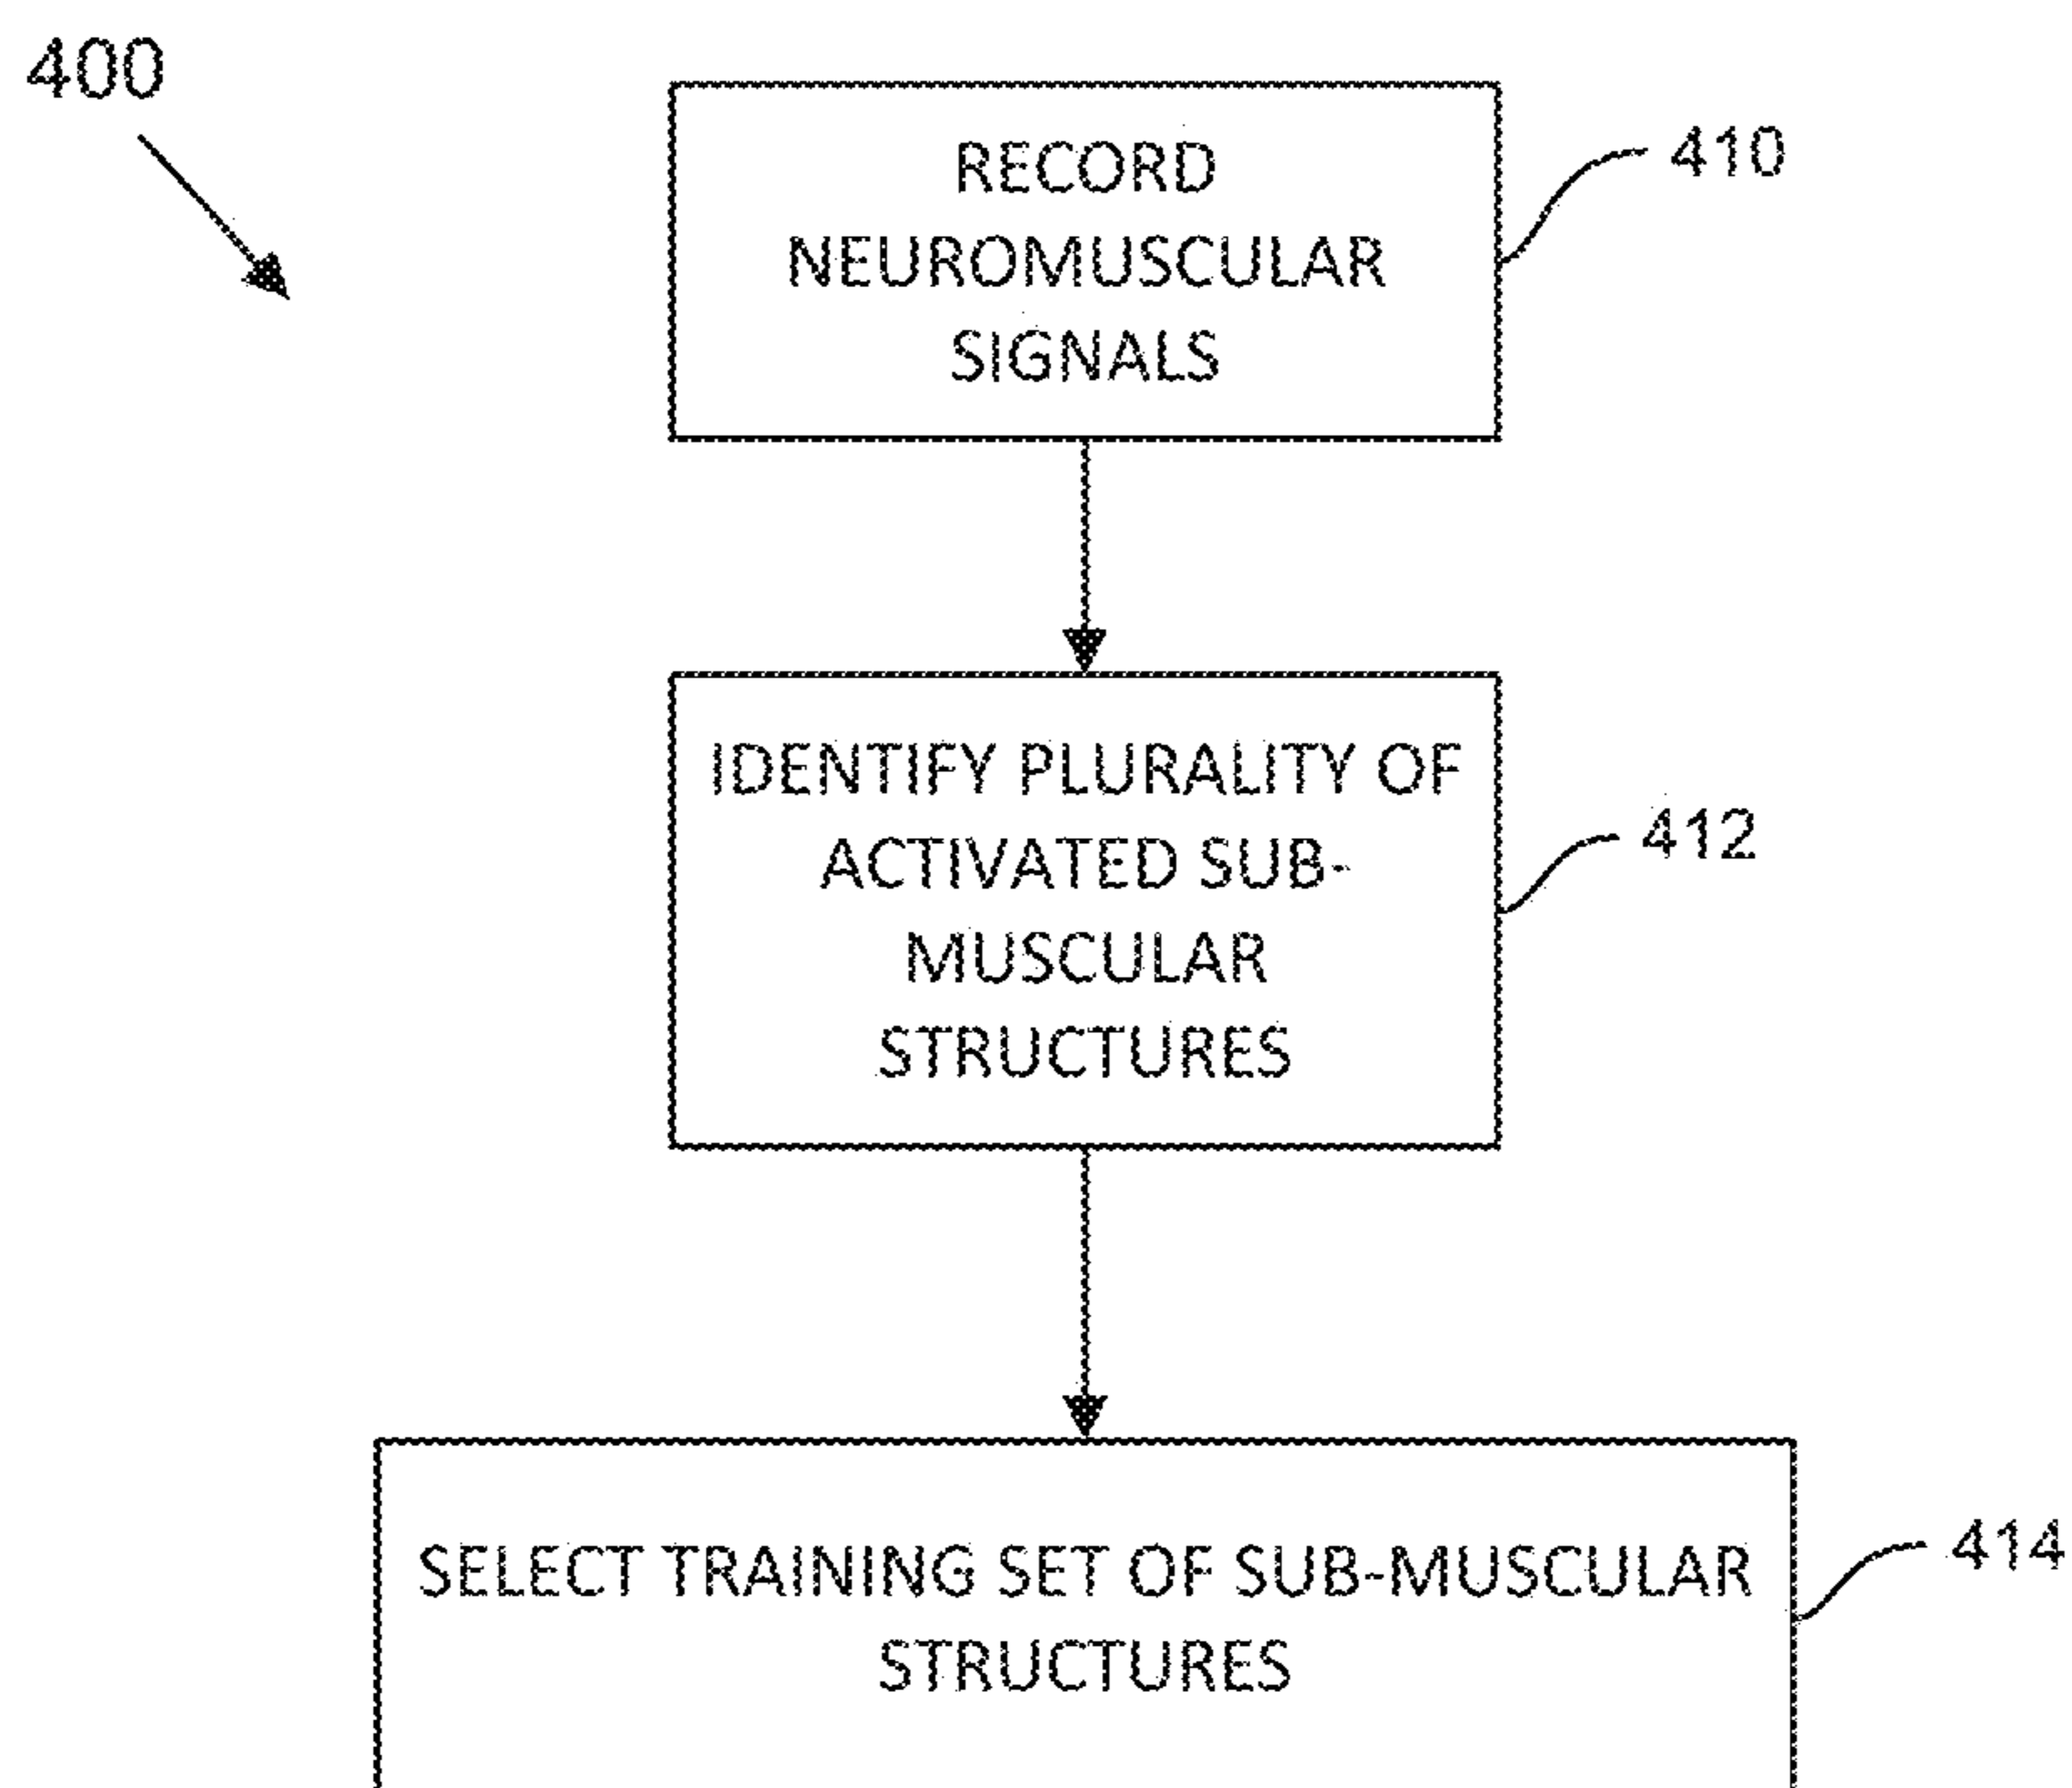 400
RECORD
NEUROMUSCULAR
SIGNALS
410
IDENTIFY PLURALITY OF
ACTIVATED SUB-
MUSCULAR
STRUCTURES
412
SELECT TRAINING SET OF SUB-MUSCULAR
STRUCTURES
414